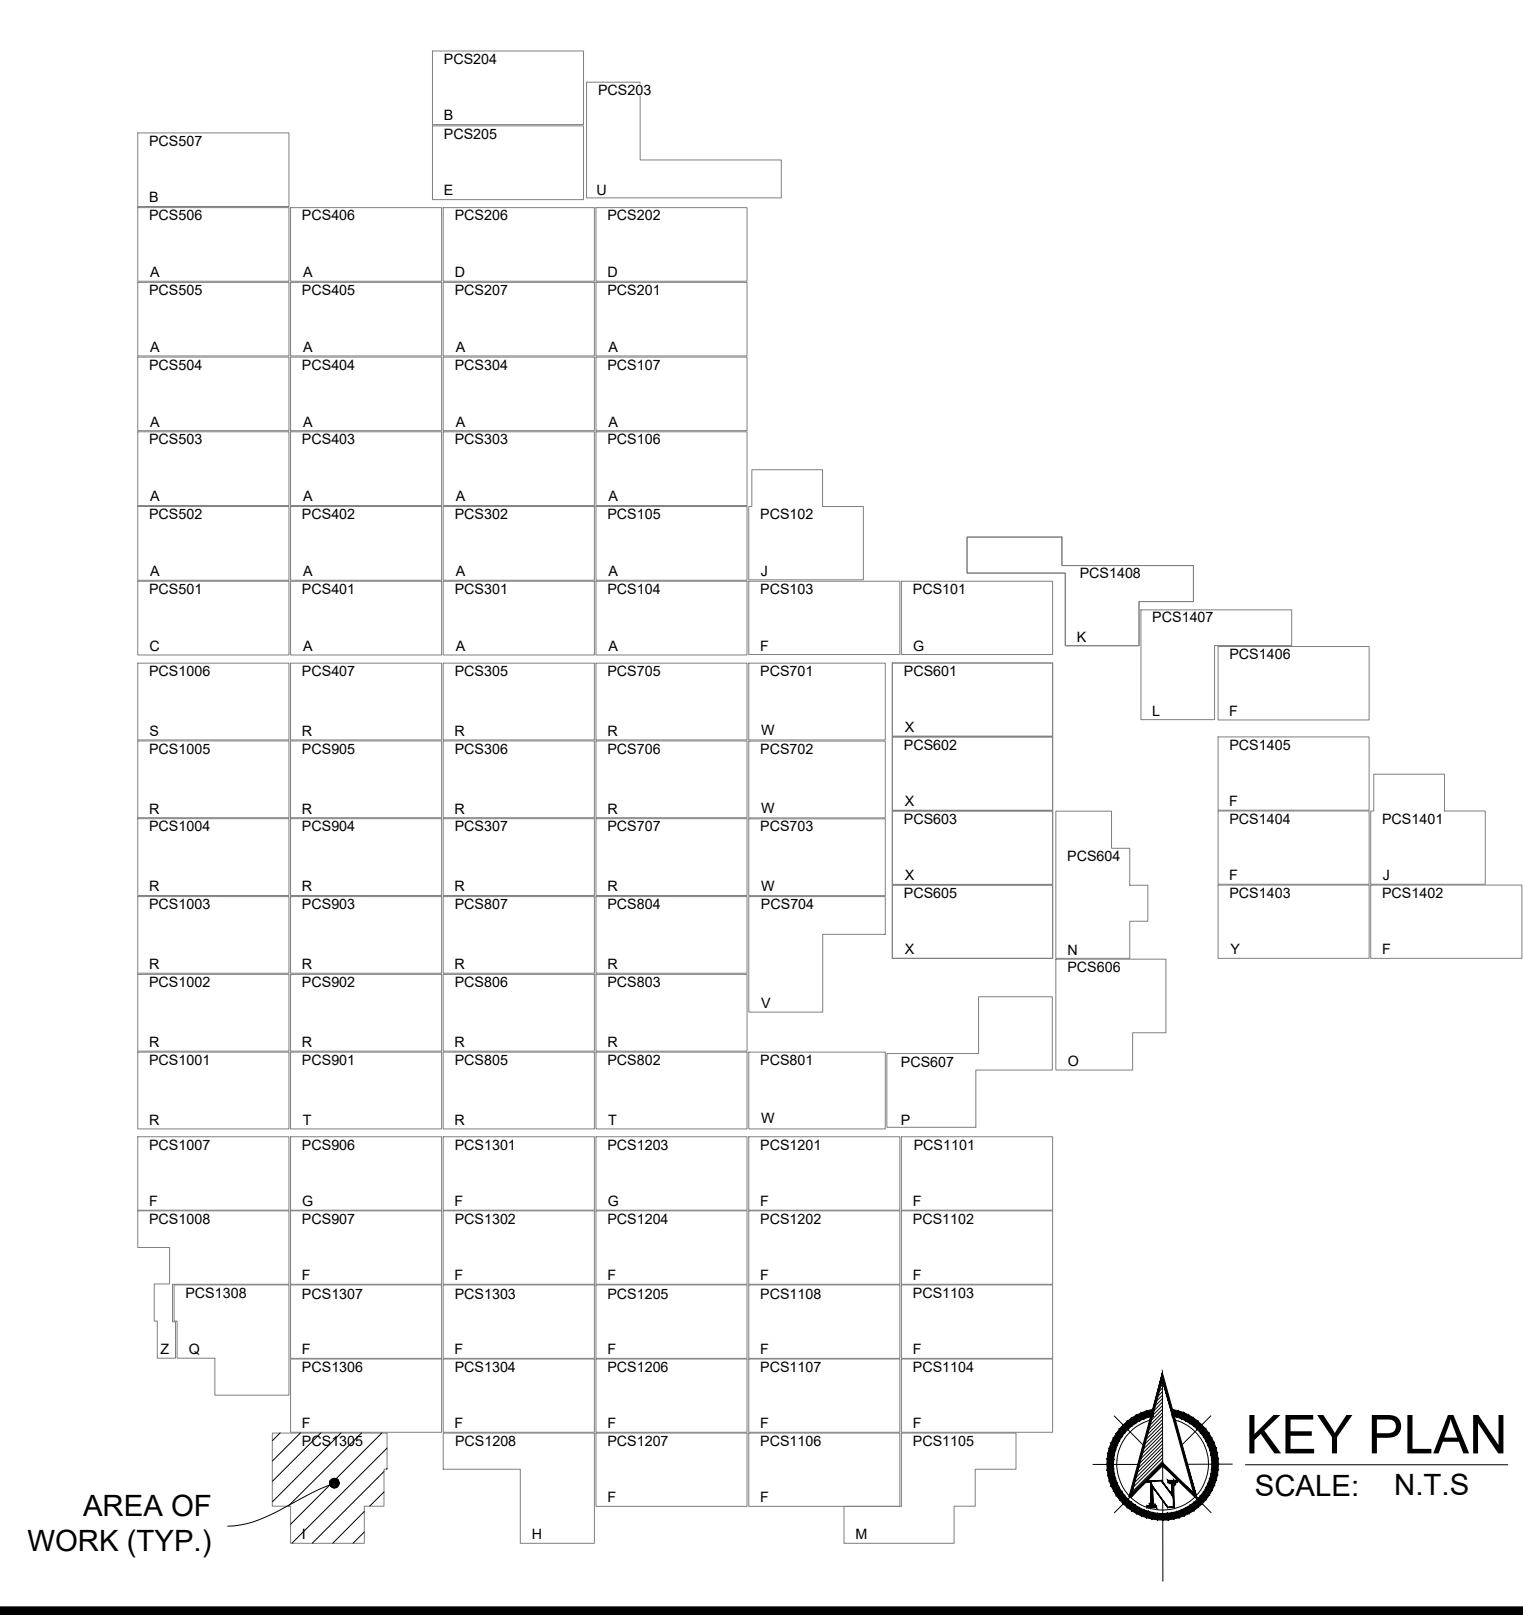 PCS204
PCS203
B
PCS205
PCS507
E U
B
PCS506 PCS406 PCS206 PCS202
A A D D
PCS505 PCS405 PCS207 PCS201
A A A A
PCS504 PCS404 PCS304 PCS107
A A A A
PCS503 PCS403 PCS303 PCS106
A A A A
PCS502 PCS402 PCS302 PCS105 PCS102
A A A A J
PCS1408
PCS501 PCS401 PCS301 PCS104 PCS103 PCS101
PCS1407
K
C A A A F G
PCS1406
PCS1006 PCS407 PCS305 PCS705 PCS701 PCS601
L F
S R R R W X
PCS1005 PCS905 PCS306 PCS706 PCS702 PCS602 PCS1405
R R R R W X F
PCS1004 PCS904 PCS307 PCS707 PCS703 PCS603 PCS1404 PCS1401
PCS604
R R R R W X F J
PCS1003 PCS903 PCS807 PCS804 PCS704 PCS605 PCS1403 PCS1402
R R R R X N Y F
PCS606
PCS1002 PCS902 PCS806 PCS803
V
R R R R
PCS1001 PCS901 PCS805 PCS802 PCS801 PCS607 O
R T R T W P
PCS1007 PCS906 PCS1301 PCS1203 PCS1201 PCS1101
F G F G F F
PCS1008 PCS907 PCS1302 PCS1204 PCS1202 PCS1102
F F F F F
PCS1308 PCS1307 PCS1303 PCS1205 PCS1108 PCS1103
Z Q F F F F F
PCS1306 PCS1304 PCS1206 PCS1107 PCS1104
F F F F F
PCS1305 PCS1208 PCS1207 PCS1106 PCS1105
F F
I H M
AREA OF
WORK (TYP.)
N
KEY PLAN
SCALE: N.T.S